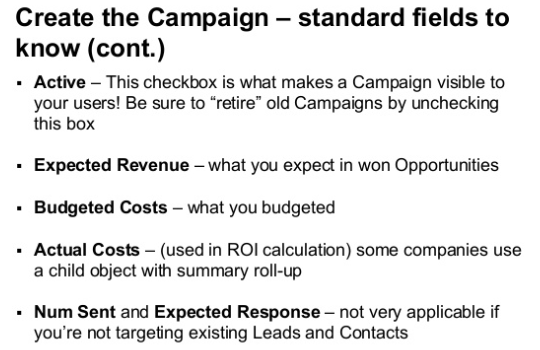 Create the Campaign – standard fields to
know (cont.)
▪ Active – This checkbox is what makes a Campaign visible to
your users! Be sure to “retire” old Campaigns by unchecking
this box
▪ Expected Revenue – what you expect in won Opportunities
▪ Budgeted Costs – what you budgeted
▪ Actual Costs – (used in ROI calculation) some companies use
a child object with summary roll-up
▪ Num Sent and Expected Response – not very applicable if
you’re not targeting existing Leads and Contacts